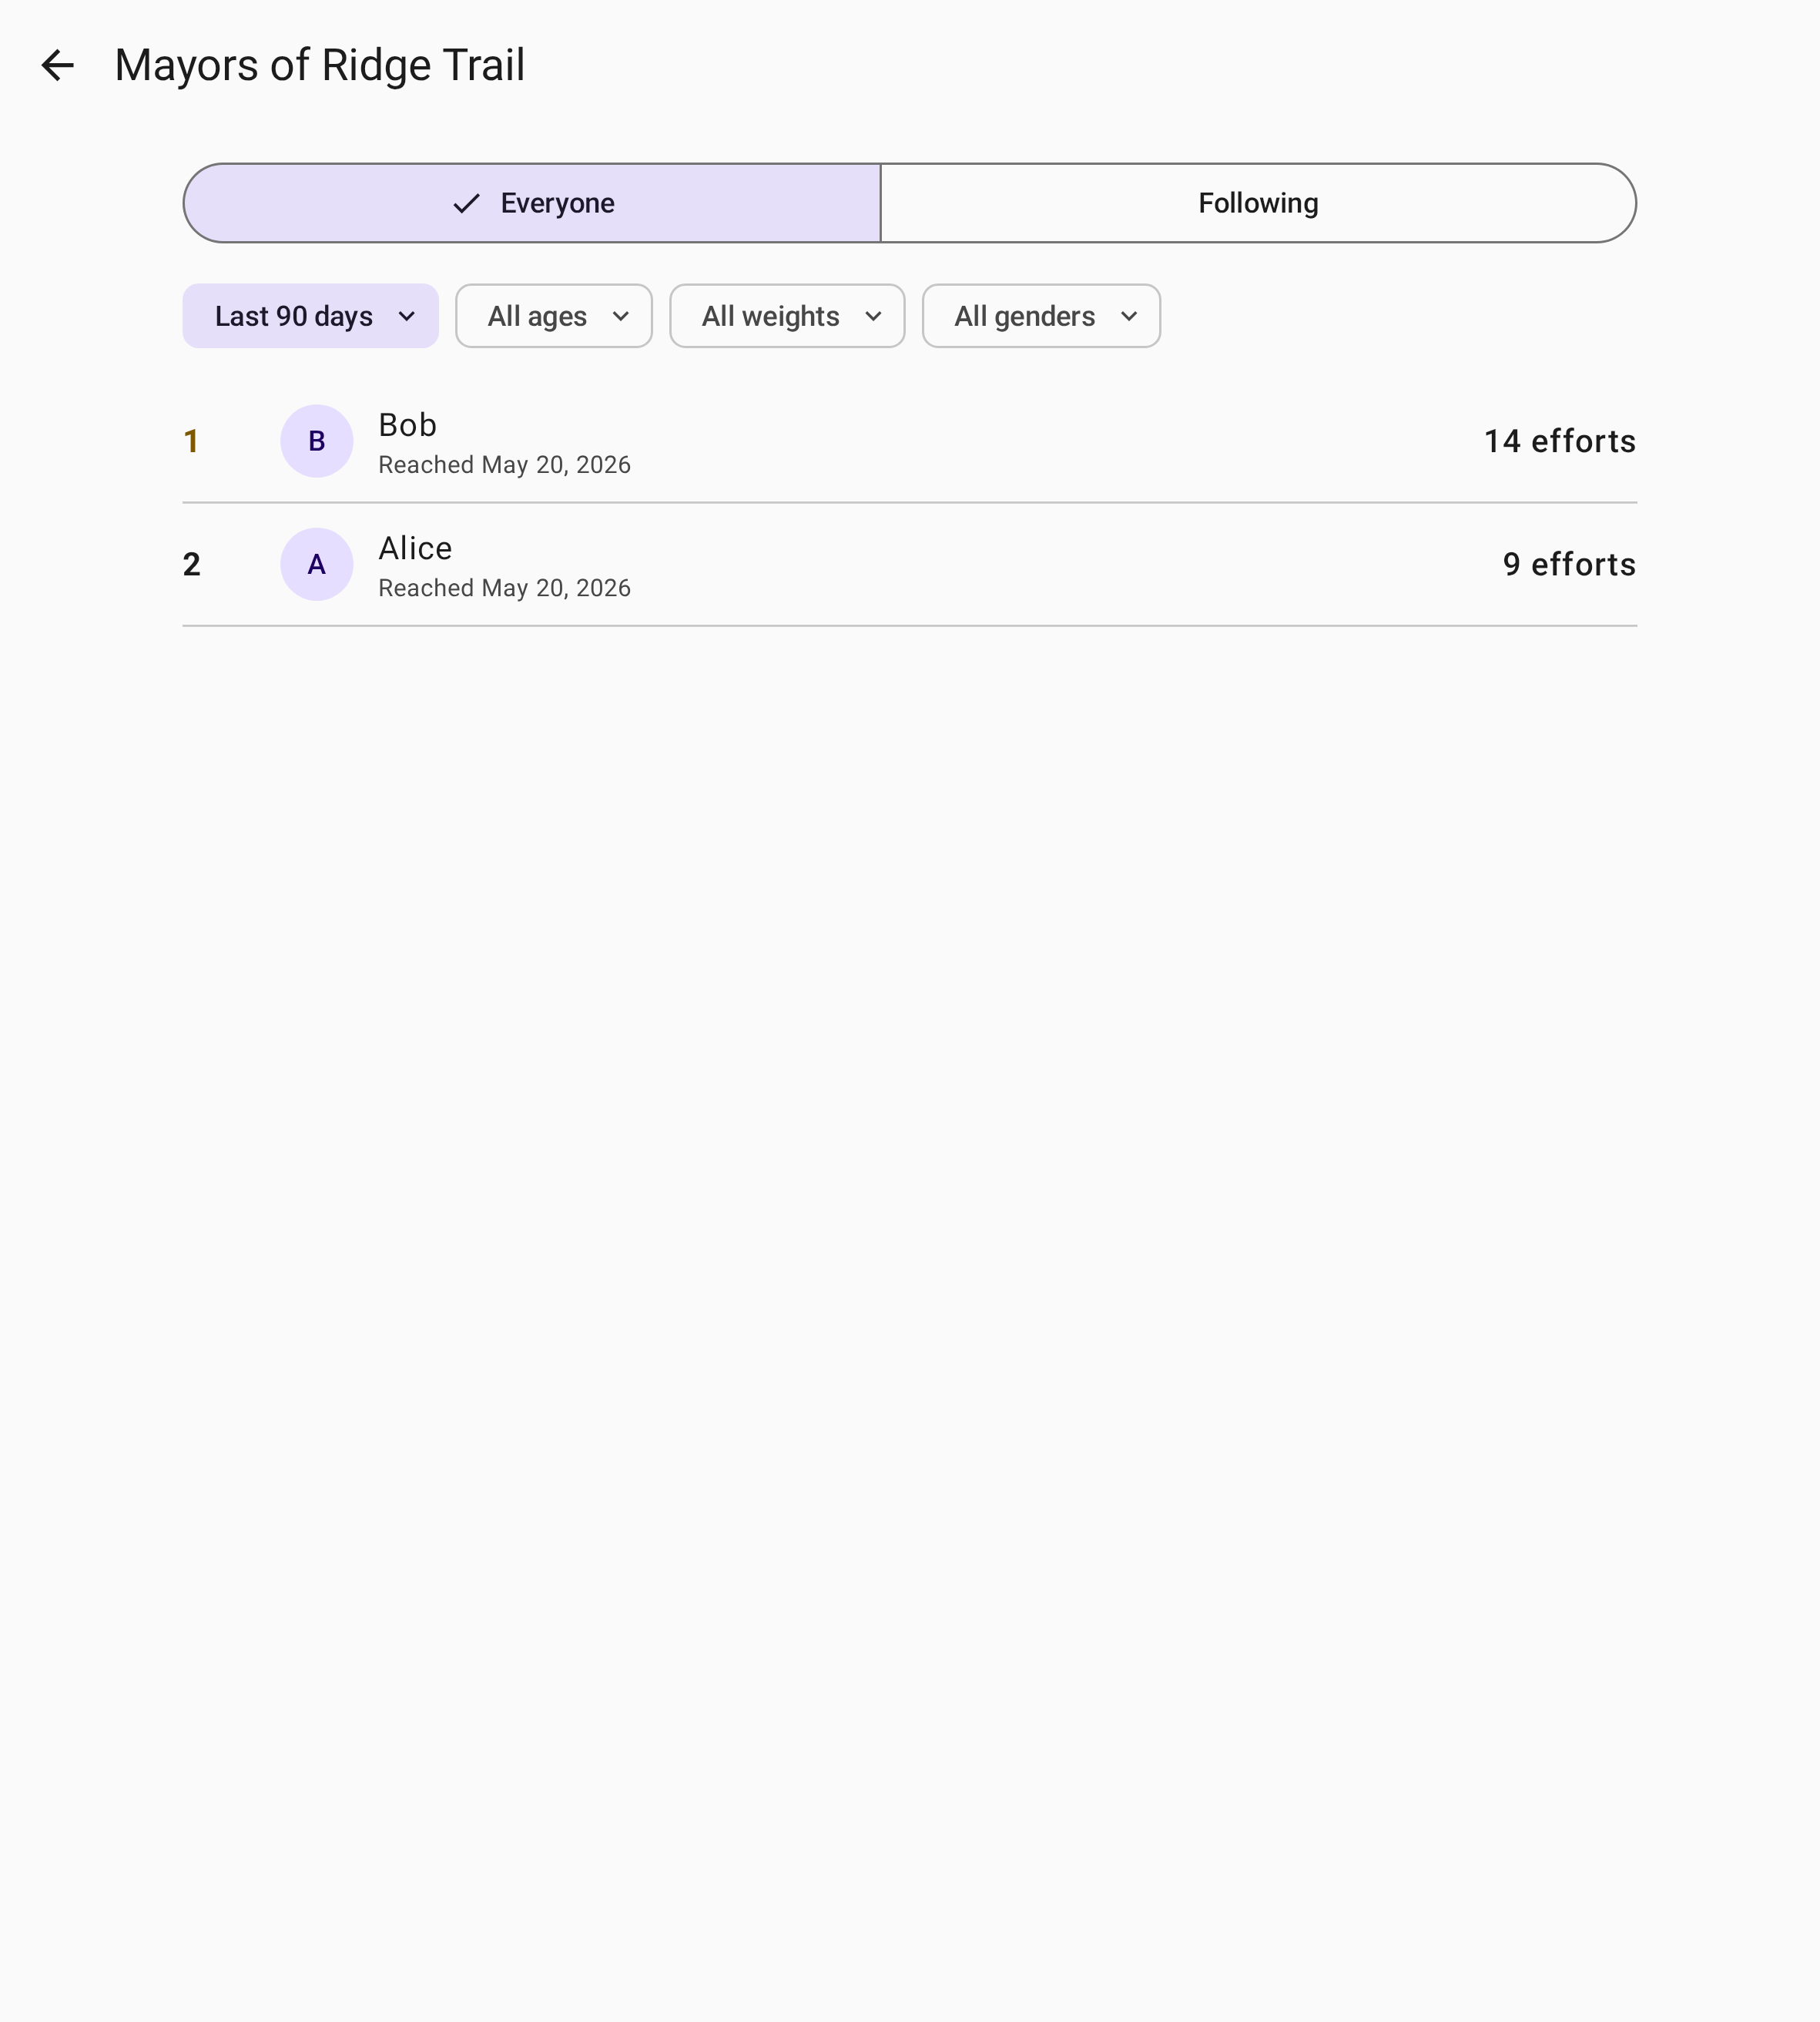 Mayors of Ridge Trail
Everyone
Following
Last 90 days
All ages
All weights
All genders
1
B
Bob
Reached May 20, 2026
14 efforts
2
A
Alice
Reached May 20, 2026
9 efforts